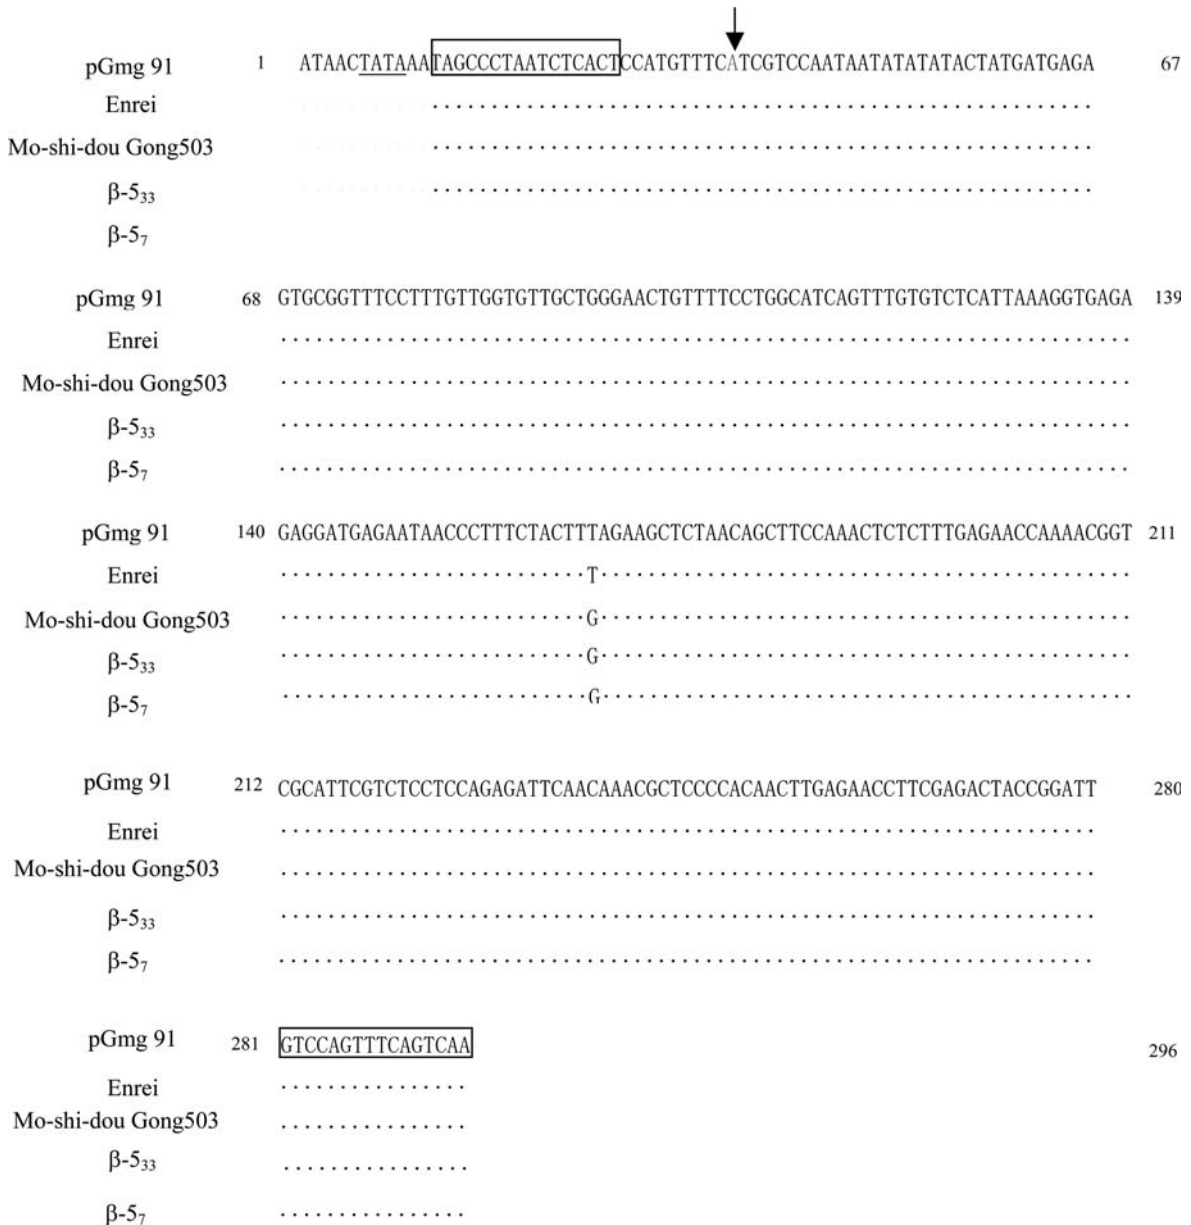 pGmg 91 1 ATAACTATAAATAGCCCTAATCTCACTCCATGTTTCATCGTCCAATAATATATATACTATGATGAGA 67
Enrei ........................................................
Mo-shi-dou Gong503 ........................................................
β-5₃₃ ........................................................
β-5₇
pGmg 91 68 GTGCGGTTTCCTTTGTTGGTGTTGCTGGGAACTGTTTTCCTGGCATCAGTTTGTGTCTCATTAAAGGTGAGA 139
Enrei ........................................................................
Mo-shi-dou Gong503 ........................................................................
β-5₃₃ ........................................................................
β-5₇ ........................................................................
pGmg 91 140 GAGGATGAGAATAACCCTTTCTACTTTAGAAGCTCTAACAGCTTCCAAACTCTCTTTGAGAACCAAAACGGT 211
Enrei ..........................T.............................................
Mo-shi-dou Gong503 ..........................G.............................................
β-5₃₃ ..........................G.............................................
β-5₇ ..........................G.............................................
pGmg 91 212 CGCATTCGTCTCCTCCAGAGATTCAACAAACGCTCCCCACAACTTGAGAACCTTCGAGACTACCGGATT 280
Enrei .....................................................................
Mo-shi-dou Gong503 .....................................................................
β-5₃₃ .....................................................................
β-5₇ .....................................................................
pGmg 91 281 GTCCAGTTTCAGTCAA 296
Enrei ................
Mo-shi-dou Gong503 ................
β-5₃₃ ................
β-5₇ ................